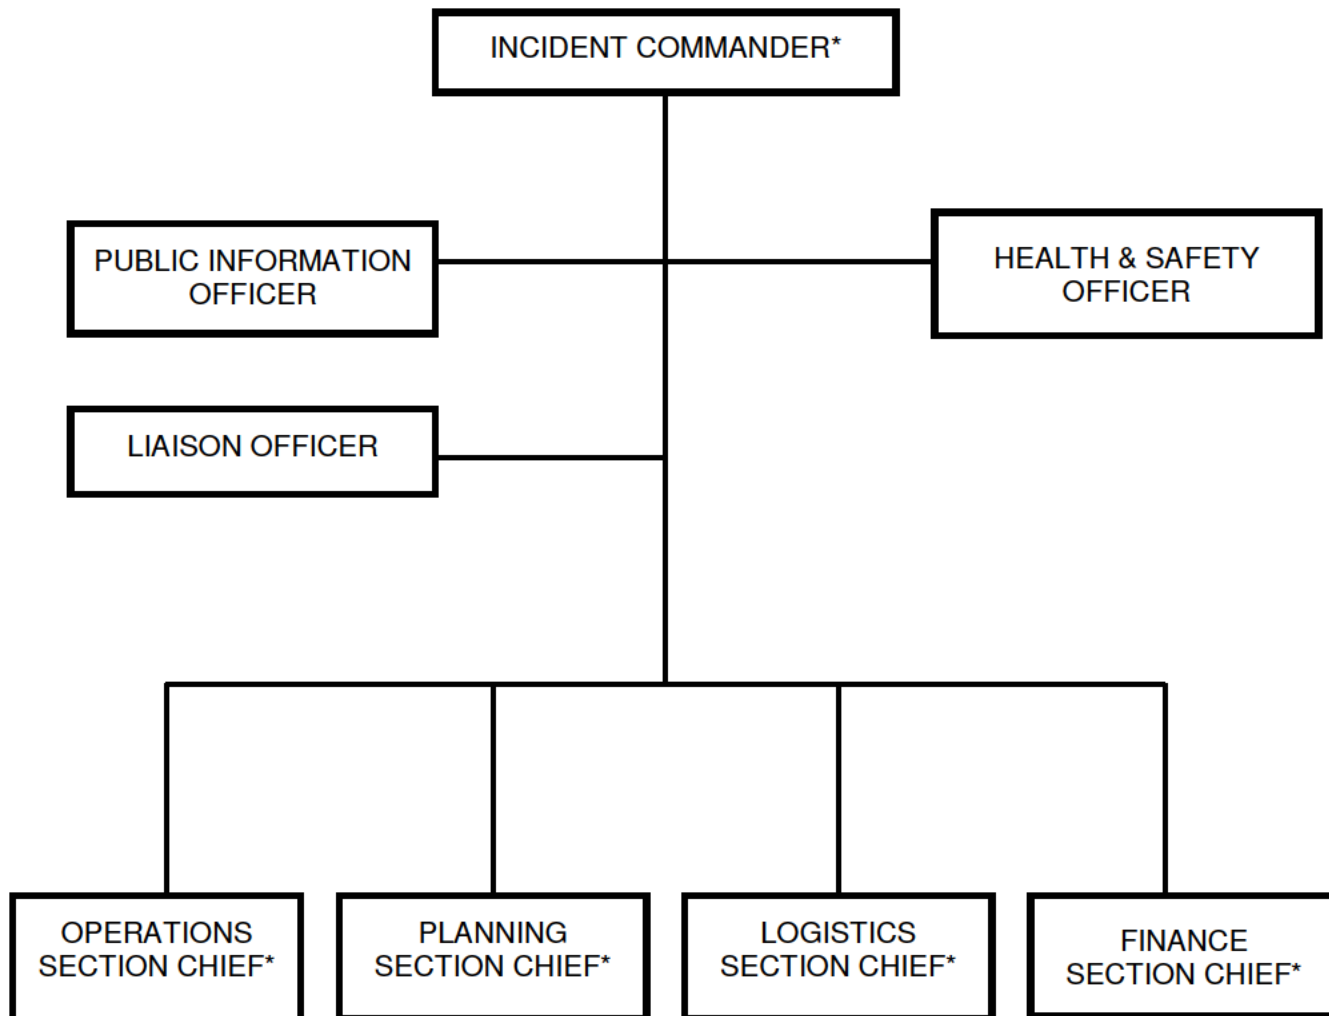 INCIDENT COMMANDER*
PUBLIC INFORMATION
OFFICER
HEALTH & SAFETY
OFFICER
LIAISON OFFICER
OPERATIONS
SECTION CHIEF*
PLANNING
SECTION CHIEF*
LOGISTICS
SECTION CHIEF*
FINANCE
SECTION CHIEF*